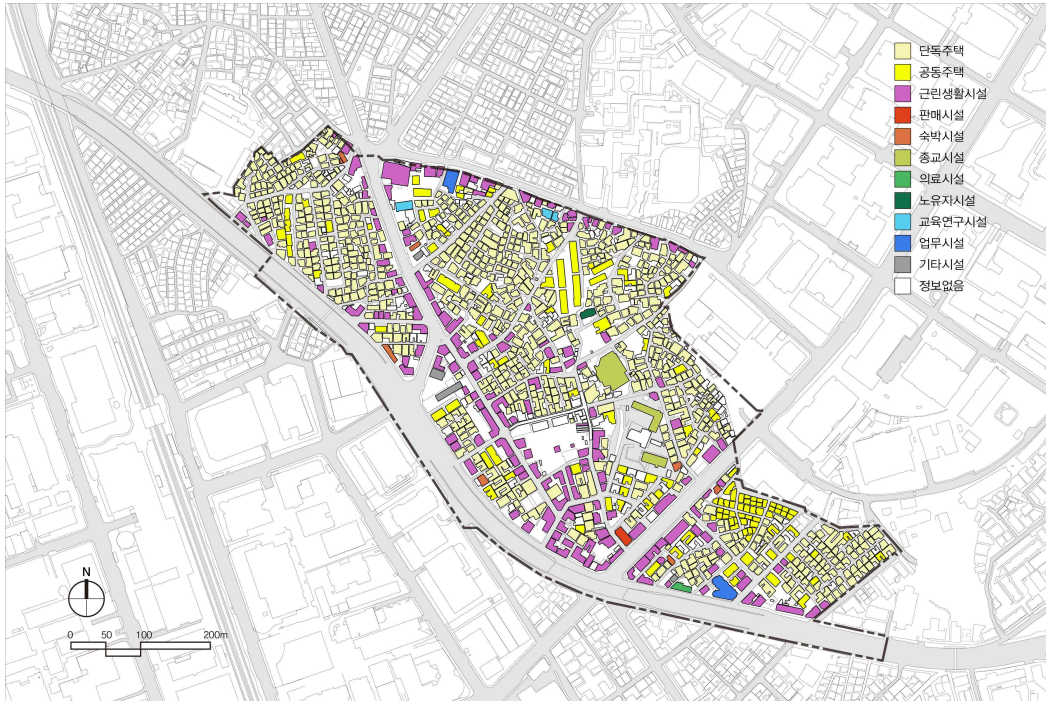 단독주택
공동주택
근린생활시설
판매시설
숙박시설
종교시설
의료시설
노유자시설
교육연구시설
업무시설
기타시설
정보없음
N
0 50 100 200m